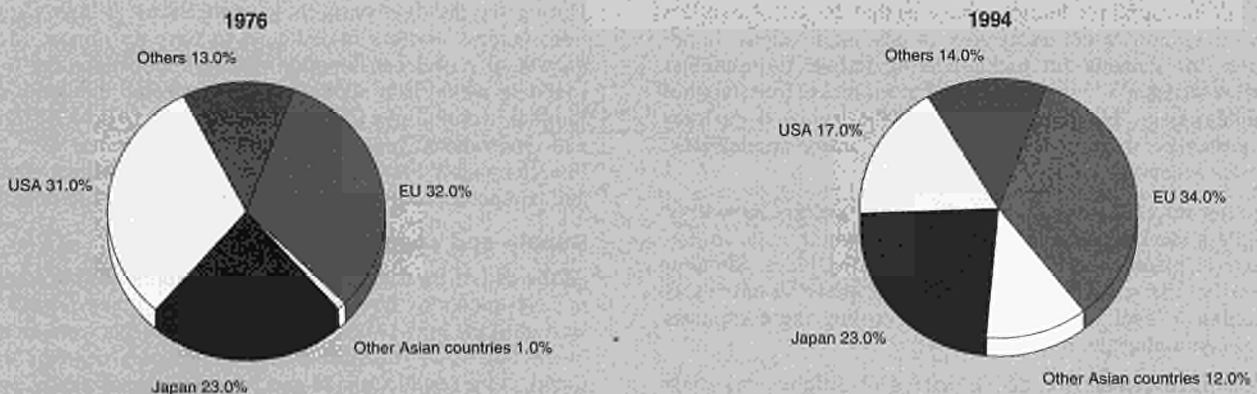 1976
Others 13.0%
USA 31.0%
EU 32.0%
Other Asian countries 1.0%
Japan 23.0%
1994
Others 14.0%
USA 17.0%
EU 34.0%
Japan 23.0%
Other Asian countries 12.0%